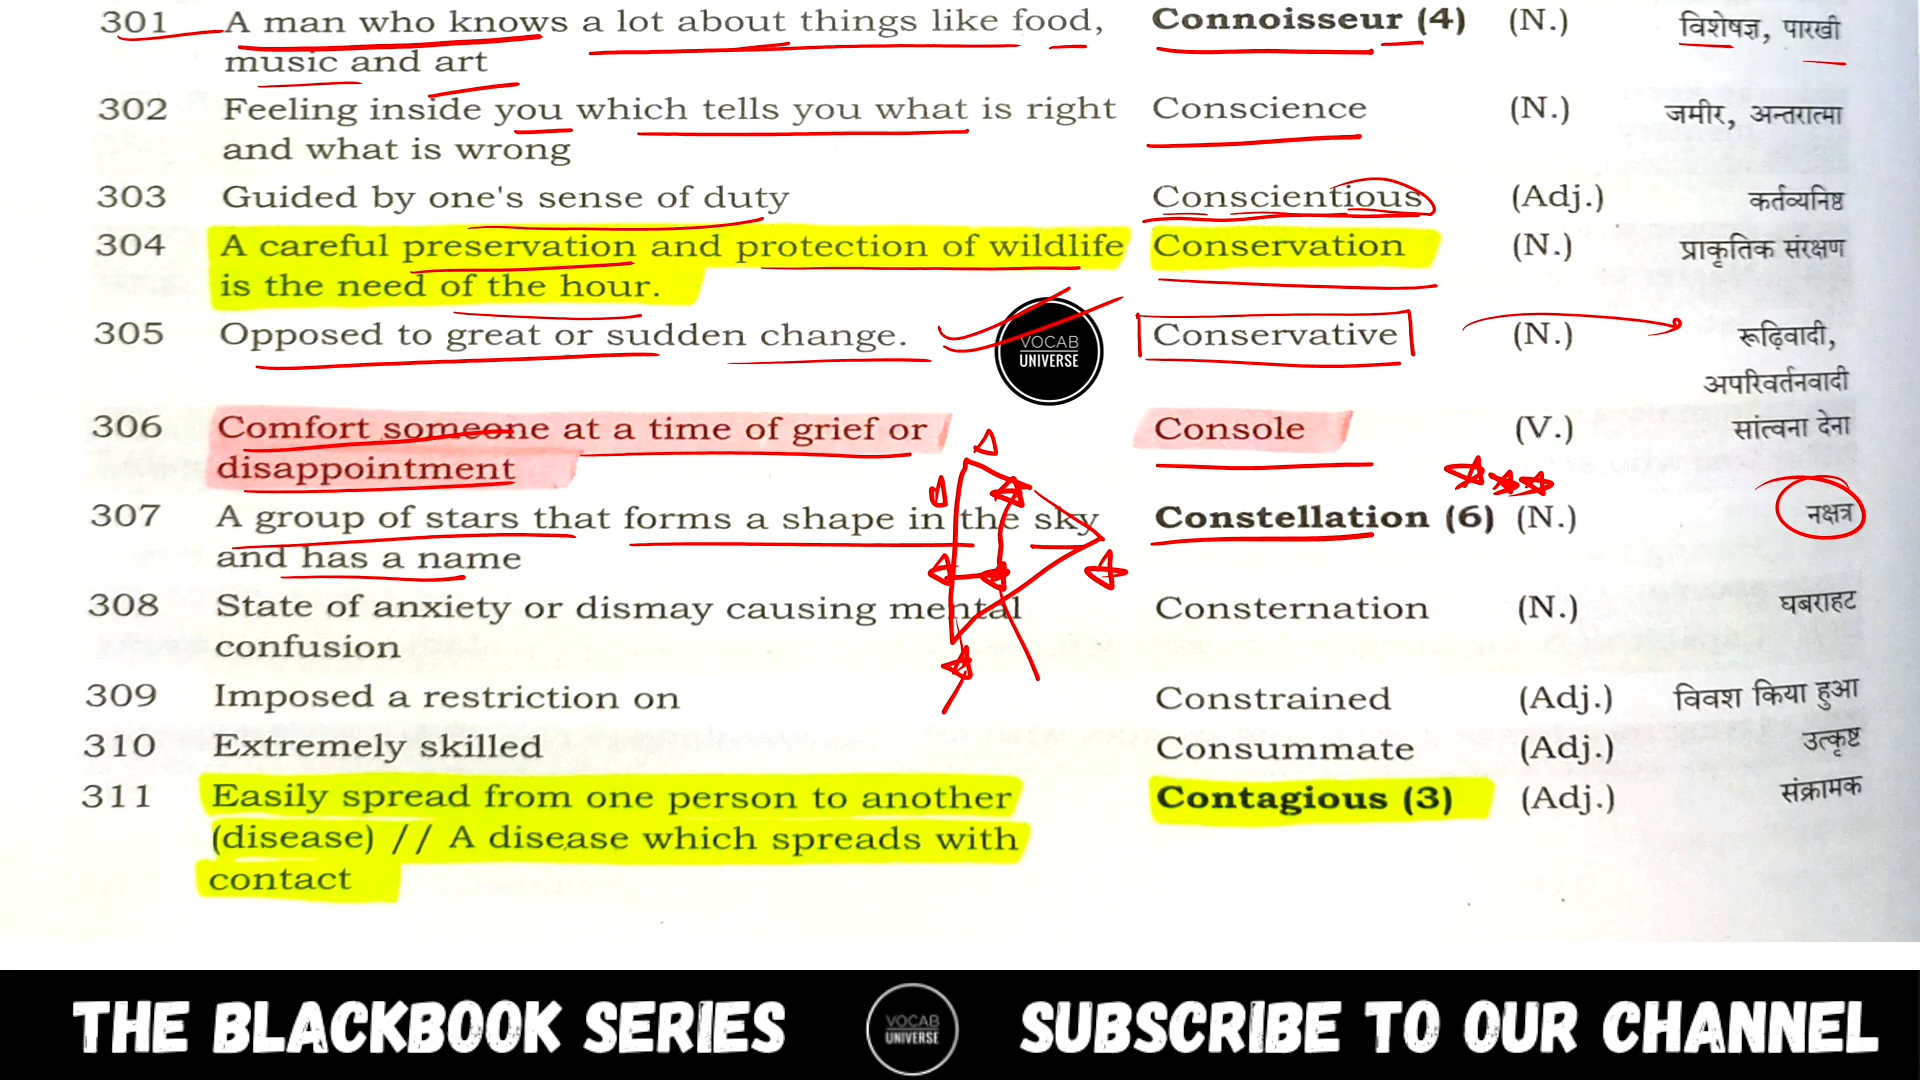 301 A man who knows a lot about things like food, Connoisseur (4) (N.) विशेषज्ञ, पारखी
music and art
302 Feeling inside you which tells you what is right Conscience (N.) जमीर, अन्तरात्मा
and what is wrong
303 Guided by one's sense of duty Conscientious (Adj.) कर्तव्यनिष्ठ
304 A careful preservation and protection of wildlife Conservation (N.) प्राकृतिक संरक्षण
is the need of the hour.
305 Opposed to great or sudden change. Conservative (N.) रूढ़िवादी,
VOCAB
UNIVERSE
अपरिवर्तनवादी
306 Comfort someone at a time of grief or Console (V.) सांत्वना देना
disappointment
307 A group of stars that forms a shape in the sky Constellation (6) (N.) नक्षत्र
and has a name
308 State of anxiety or dismay causing mental Consternation (N.) घबराहट
confusion
309 Imposed a restriction on Constrained (Adj.) विवश किया हुआ
310 Extremely skilled Consummate (Adj.) उत्कृष्ट
311 Easily spread from one person to another Contagious (3) (Adj.) संक्रामक
(disease) // A disease which spreads with
contact
THE BLACKBOOK SERIES VOCAB UNIVERSE SUBSCRIBE TO OUR CHANNEL